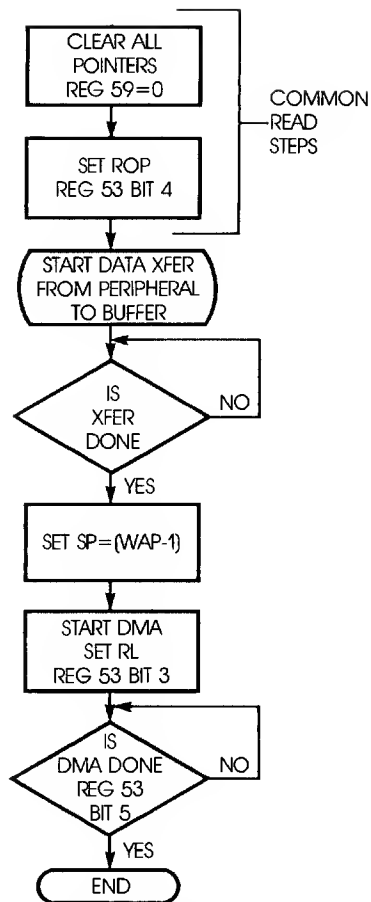 CLEAR ALL
POINTERS
REG 59=0
COMMON
READ
STEPS
SET ROP
REG 53 BIT 4
START DATA XFER
FROM PERIPHERAL
TO BUFFER
IS
XFER
DONE
NO
YES
SET SP=(WAP-1)
START DMA
SET RL
REG 53 BIT 3
IS
DMA DONE
REG 53
BIT 5
NO
YES
END